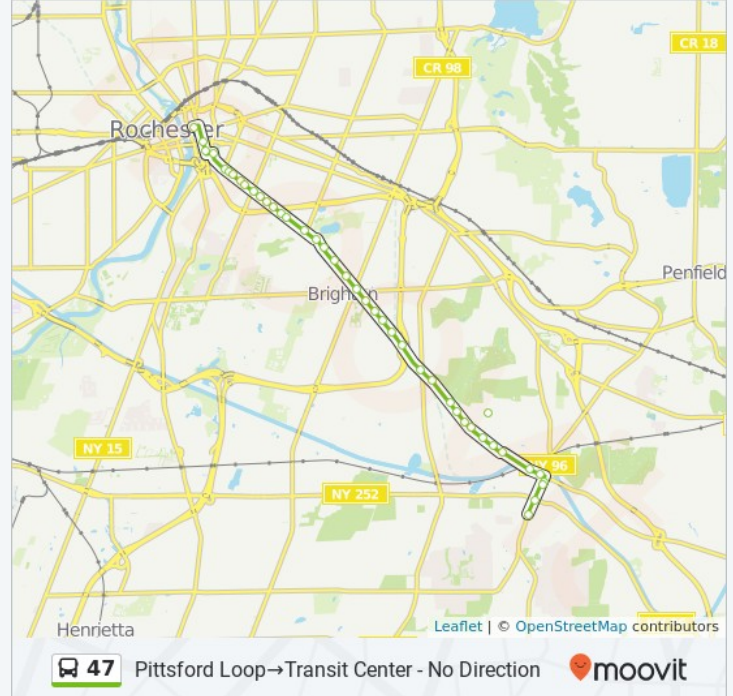 CR 18
CR 98
Rochester
Penfield
Brighton
NY 15
NY 96
NY 252
Henrietta
Leaflet | © OpenStreetMap contributors
47 Pittsford Loop→Transit Center - No Direction moovit